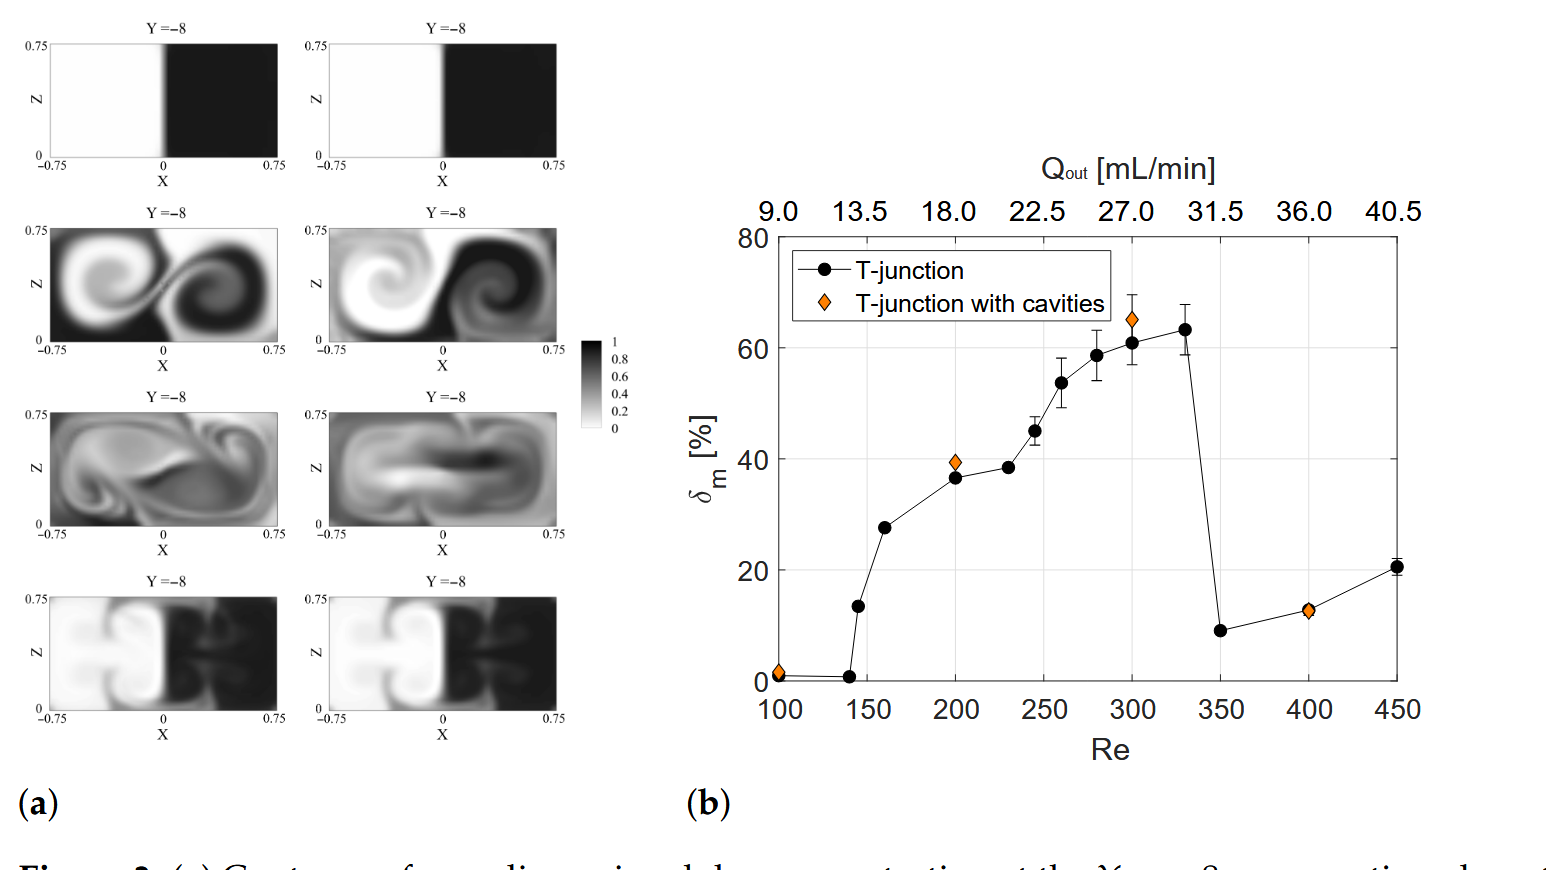 Y =−8 Y =−8
0.75 0.75
Z Z
0 0
−0.75 0 0.75 −0.75 0 0.75
X X
Y =−8 Y =−8
0.75 0.75
Z Z
0 0
−0.75 0 0.75 −0.75 0 0.75
X X
1
0.8
0.6
0.4
0.2
0
Y =−8 Y =−8
0.75 0.75
Z Z
0 0
−0.75 0 0.75 −0.75 0 0.75
X X
Y =−8 Y =−8
0.75 0.75
Z Z
0 0
−0.75 0 0.75 −0.75 0 0.75
X X
(a)
Qout [mL/min]
9.0 13.5 18.0 22.5 27.0 31.5 36.0 40.5
T-junction
T-junction with cavities
80
60
40
20
0
δm [%]
100 150 200 250 300 350 400 450
Re
(b)